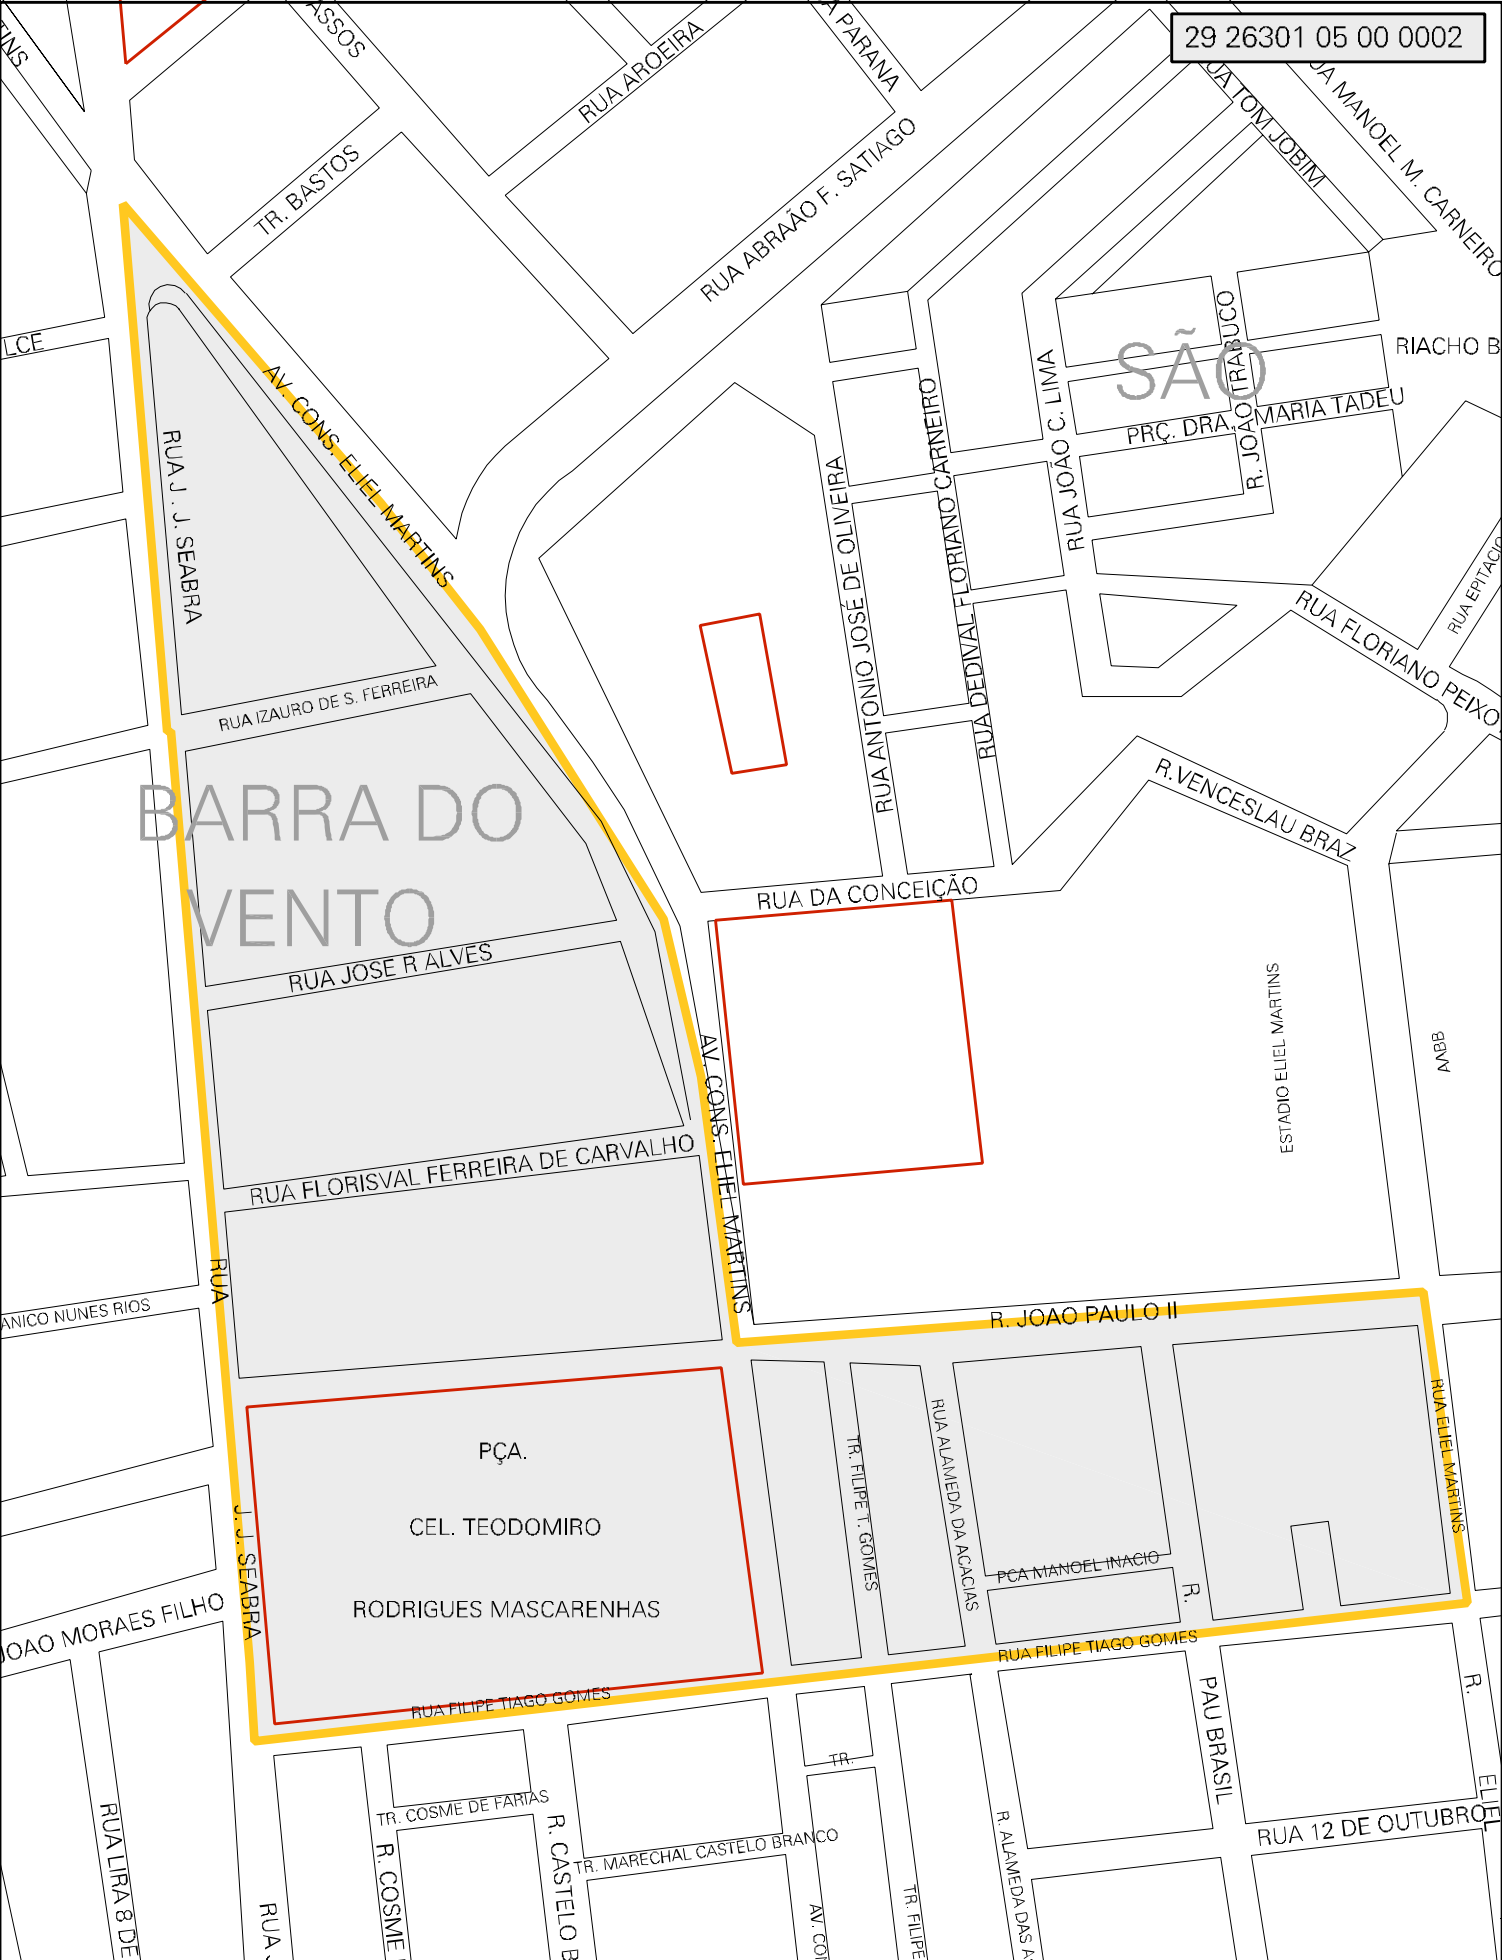 29 26301 05 00 0002
ASSOS
RUA AROEIRA
PARANA
RUA TOM JOBIM
RUA MANOEL M. CARNEIRO
TR. BASTOS
RUA ABRAÃO F. SATIAGO
LCE
AV. CONS. ELIEL MARTINS
SÃO
RIACHO B
R. JOÃO TRABUCO
PRÇ. DRA. MARIA TADEU
RUA JOÃO C. LIMA
RUA DEDIVAL FLORIANO CARNEIRO
RUA ANTONIO JOSÉ DE OLIVEIRA
RUA J . J. SEABRA
RUA EPITACIO
RUA FLORIANO PEIXO
RUA IZAURO DE S. FERREIRA
BARRA DO
VENTO
R.VENCESLAU BRAZ
RUA DA CONCEIÇÃO
RUA JOSE R ALVES
ESTADIO ELIEL MARTINS
AABB
AV. CONS. ELIEL MARTINS
RUA FLORISVAL FERREIRA DE CARVALHO
RUA
ANICO NUNES RIOS
R. JOAO PAULO II
RUA ELIEL MARTINS
PÇA.
CEL. TEODOMIRO
RODRIGUES MASCARENHAS
TR. FILIPE T. GOMES
RUA ALAMEDA DA ACACIAS
PCA MANOEL INACIO
R.
J. J. SEABRA
JOAO MORAES FILHO
RUA FILIPE TIAGO GOMES
RUA FILIPE TIAGO GOMES
PAU BRASIL
R.
ELIEL
TR.
TR. COSME DE FARIAS
RUA 12 DE OUTUBRO
TR. MARECHAL CASTELO BRANCO
RUA LIRA 8 DE
R. COSME
R. CASTELO B
R. ALAMEDA DAS A
RUA J
AV. CO
TR. FILIPE